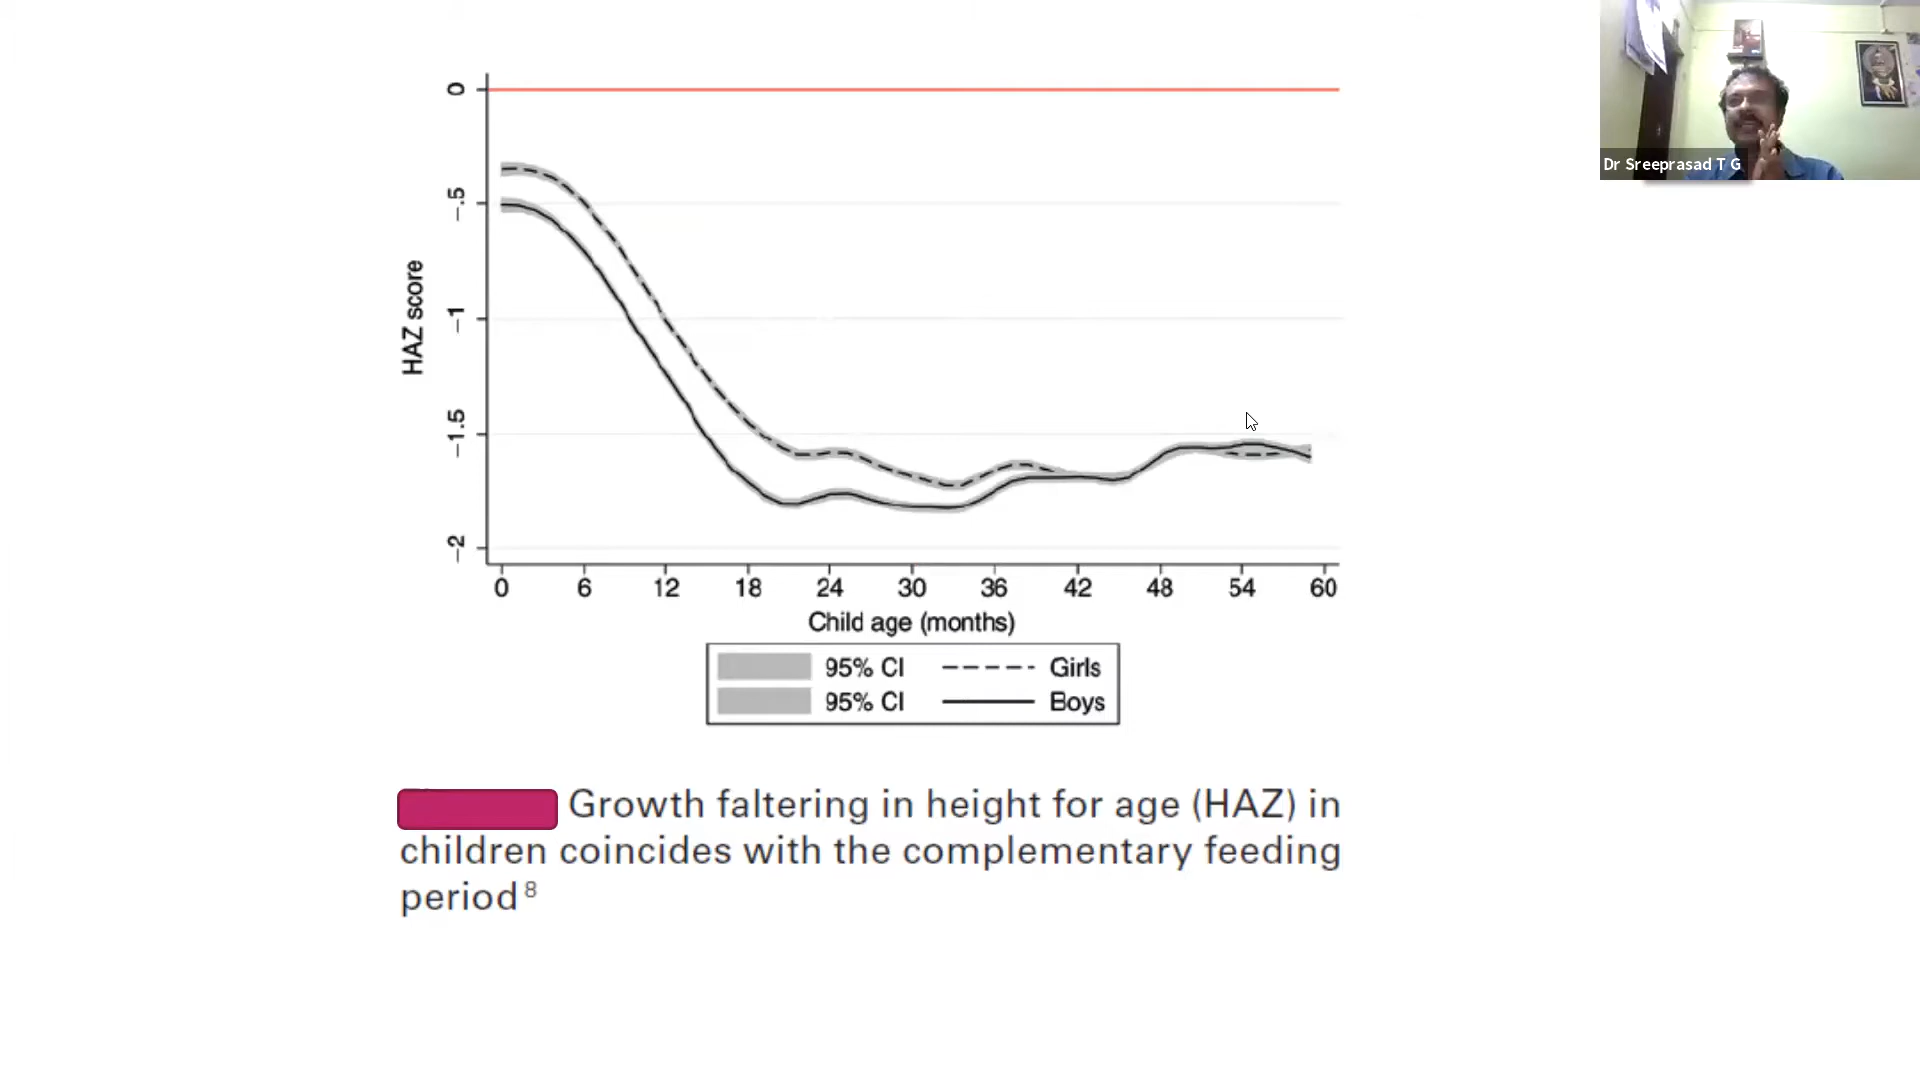 Dr Sreeprasad T G
0
-.5
-1
-1.5
-2
HAZ score
0 6 12 18 24 30 36 42 48 54 60
Child age (months)
95% CI Girls
95% CI Boys
Growth faltering in height for age (HAZ) in
children coincides with the complementary feeding
period⁸